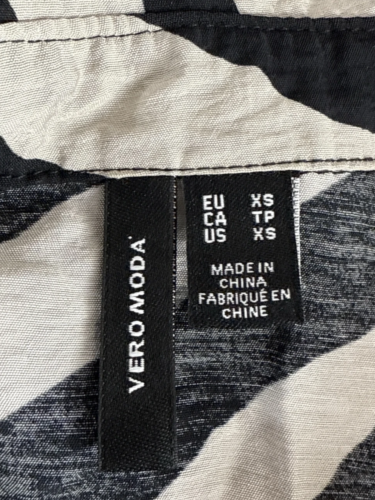 VERO MODA
EU XS
CA TP
US XS
MADE IN
CHINA
FABRIQUÉ EN
CHINE